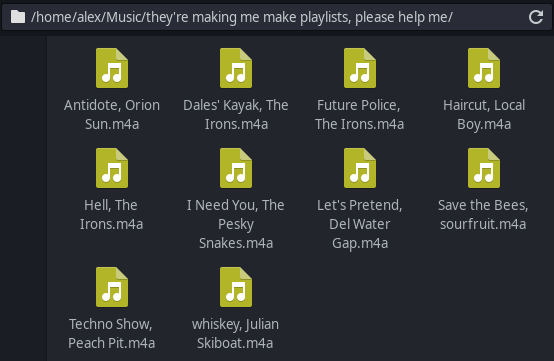 /home/alex/Music/they're making me make playlists, please help me/
Antidote, Orion
Sun.m4a
Dales' Kayak, The
Irons.m4a
Future Police,
The Irons.m4a
Haircut, Local
Boy.m4a
Hell, The
Irons.m4a
I Need You, The
Pesky
Snakes.m4a
Let's Pretend,
Del Water
Gap.m4a
Save the Bees,
sourfruit.m4a
Techno Show,
Peach Pit.m4a
whiskey, Julian
Skiboat.m4a